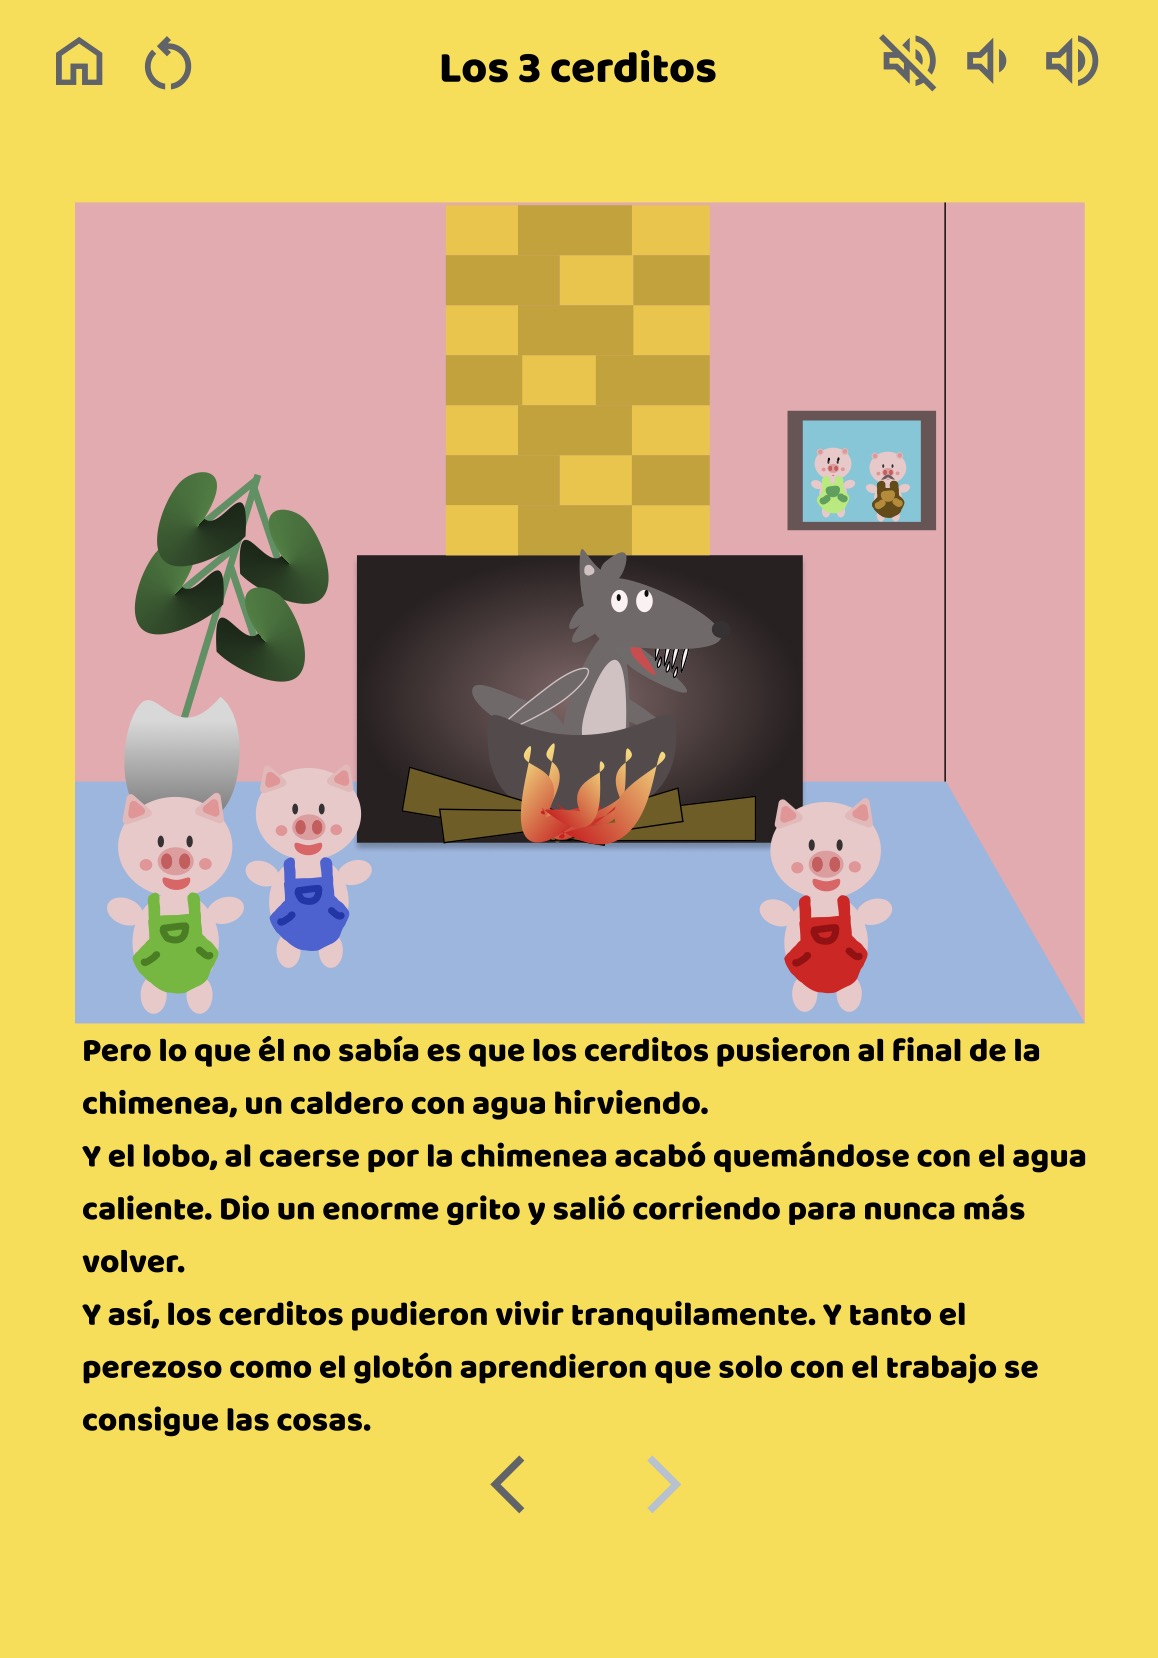 Los 3 cerditos
Pero lo que él no sabía es que los cerditos pusieron al final de la
chimenea, un caldero con agua hirviendo.
Y el lobo, al caerse por la chimenea acabó quemándose con el agua
caliente. Dio un enorme grito y salió corriendo para nunca más
volver.
Y así, los cerditos pudieron vivir tranquilamente. Y tanto el
perezoso como el glotón aprendieron que solo con el trabajo se
consigue las cosas.